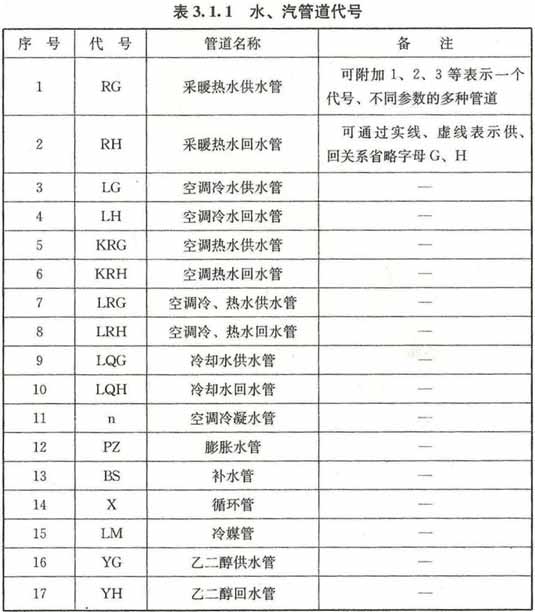 表 3.1.1 水、汽管道代号
序 号 代 号 管道名称 备 注
1 RG 采暖热水供水管 可附加 1、2、3 等表示一个
代号、不同参数的多种管道
2 RH 采暖热水回水管 可通过实线、虚线表示供、
回关系省略字母 G、H
3 LG 空调冷水供水管 —
4 LH 空调冷水回水管 —
5 KRG 空调热水供水管 —
6 KRH 空调热水回水管 —
7 LRG 空调冷、热水供水管 —
8 LRH 空调冷、热水回水管 —
9 LQG 冷却水供水管 —
10 LQH 冷却水回水管 —
11 n 空调冷凝水管 —
12 PZ 膨胀水管 —
13 BS 补水管 —
14 X 循环管 —
15 LM 冷媒管 —
16 YG 乙二醇供水管 —
17 YH 乙二醇回水管 —